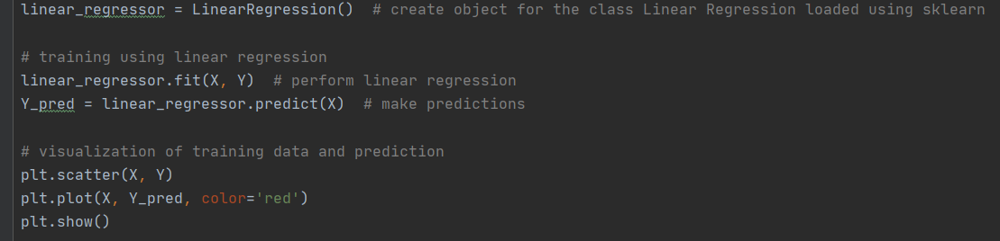 linear_regressor = LinearRegression()  # create object for the class Linear Regression loaded using sklearn
# training using linear regression
linear_regressor.fit(X, Y)  # perform linear regression
Y_pred = linear_regressor.predict(X)  # make predictions
# visualization of training data and prediction
plt.scatter(X, Y)
plt.plot(X, Y_pred, color='red')
plt.show()